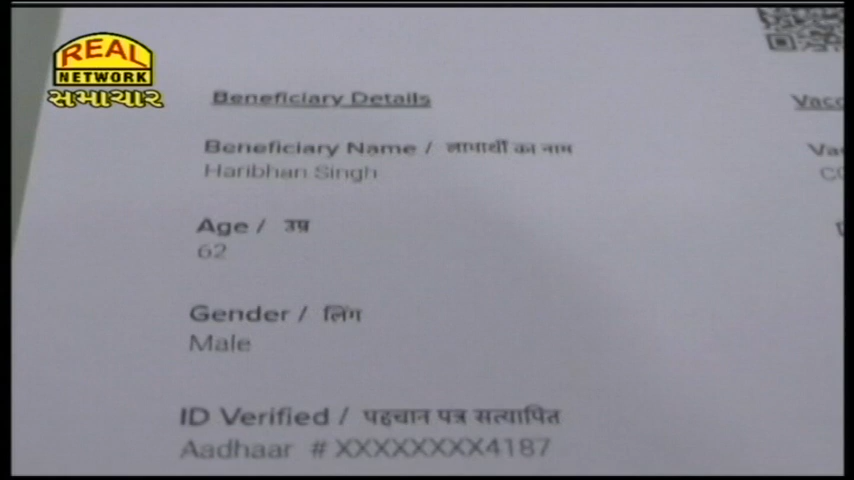 REAL
NETWORK
સમાચાર
Beneficiary Details
Beneficiary Name / लाभार्थी का नाम
Haribhan Singh
Age / उम्र
62
Gender / लिंग
Male
ID Verified / पहचान पत्र सत्यापित
Aadhaar # XXXXXXXX4187